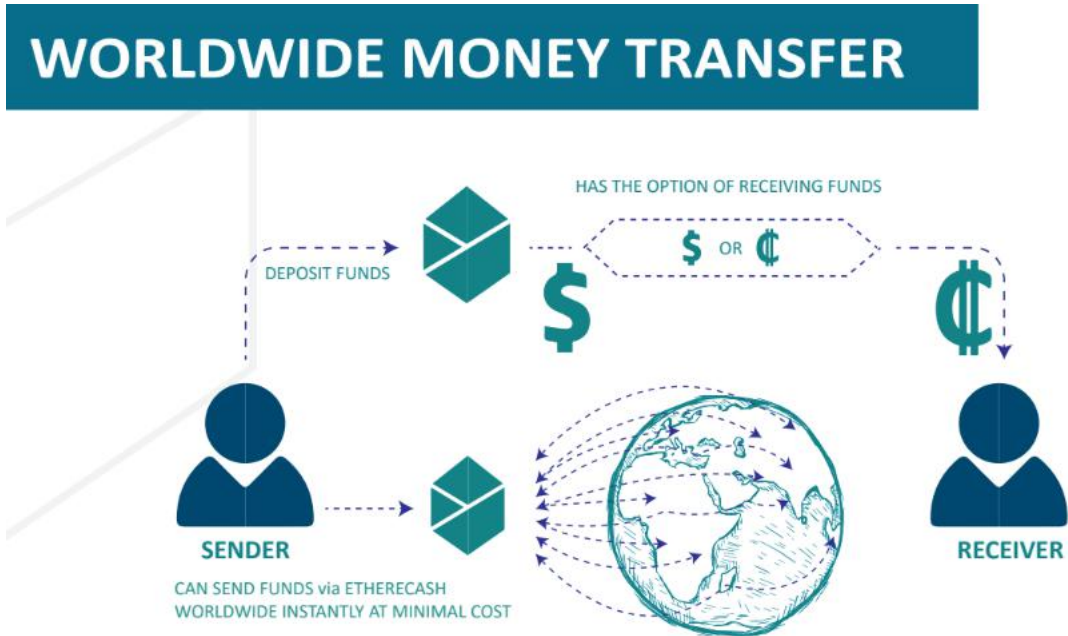 WORLDWIDE MONEY TRANSFER
HAS THE OPTION OF RECEIVING FUNDS
$ OR ₵
DEPOSIT FUNDS
$
₵
SENDER
RECEIVER
CAN SEND FUNDS via ETHERECASH
WORLDWIDE INSTANTLY AT MINIMAL COST